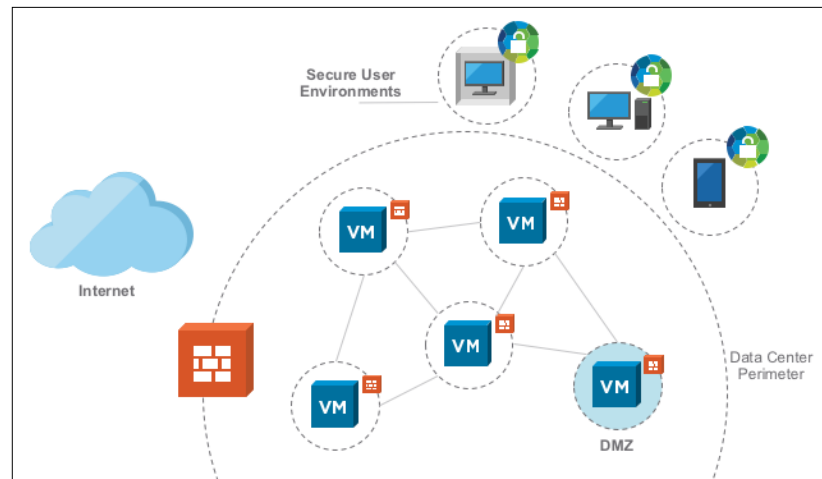 Secure User
Environments
VM
VM
Internet
VM
Data Center
Perimeter
VM
VM
DMZ